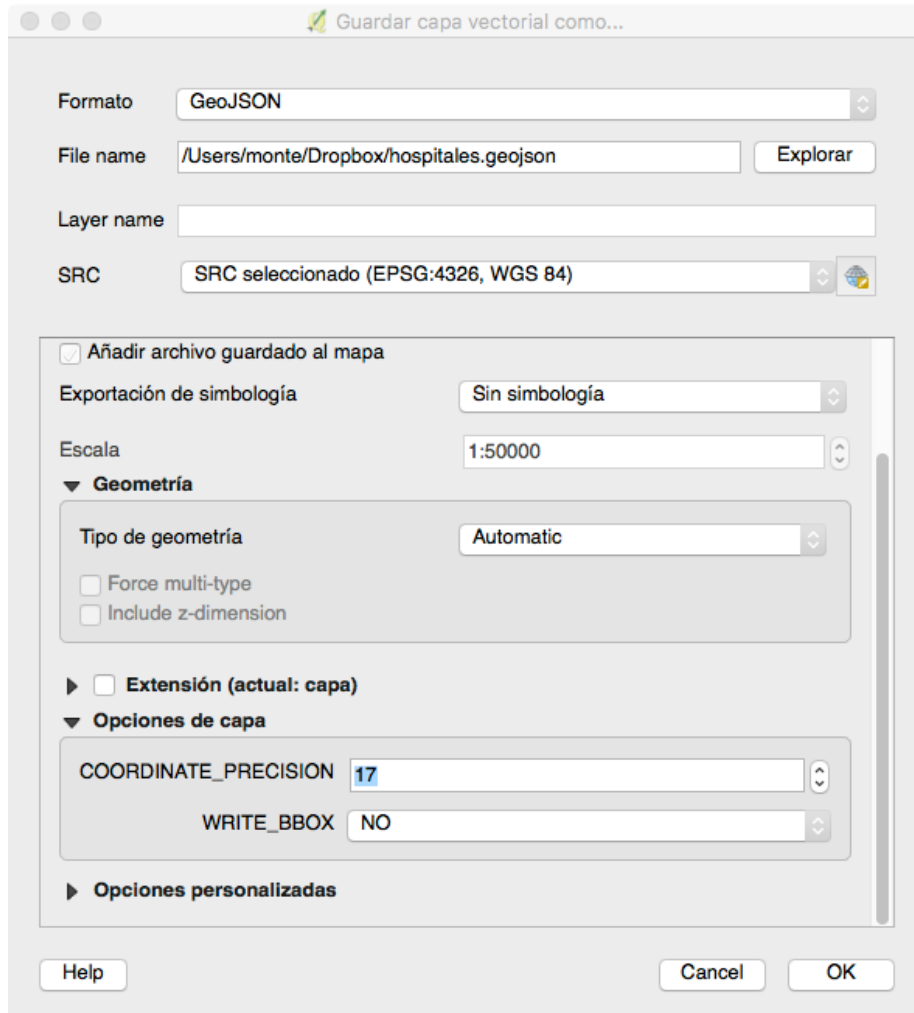 Guardar capa vectorial como...
Formato GeoJSON
File name /Users/monte/Dropbox/hospitales.geojson Explorar
Layer name
SRC SRC seleccionado (EPSG:4326, WGS 84)
Añadir archivo guardado al mapa
Exportación de simbología Sin simbología
Escala 1:50000
Geometría
Tipo de geometría Automatic
Force multi-type
Include z-dimension
Extensión (actual: capa)
Opciones de capa
COORDINATE_PRECISION 17
WRITE_BBOX NO
Opciones personalizadas
Help Cancel OK